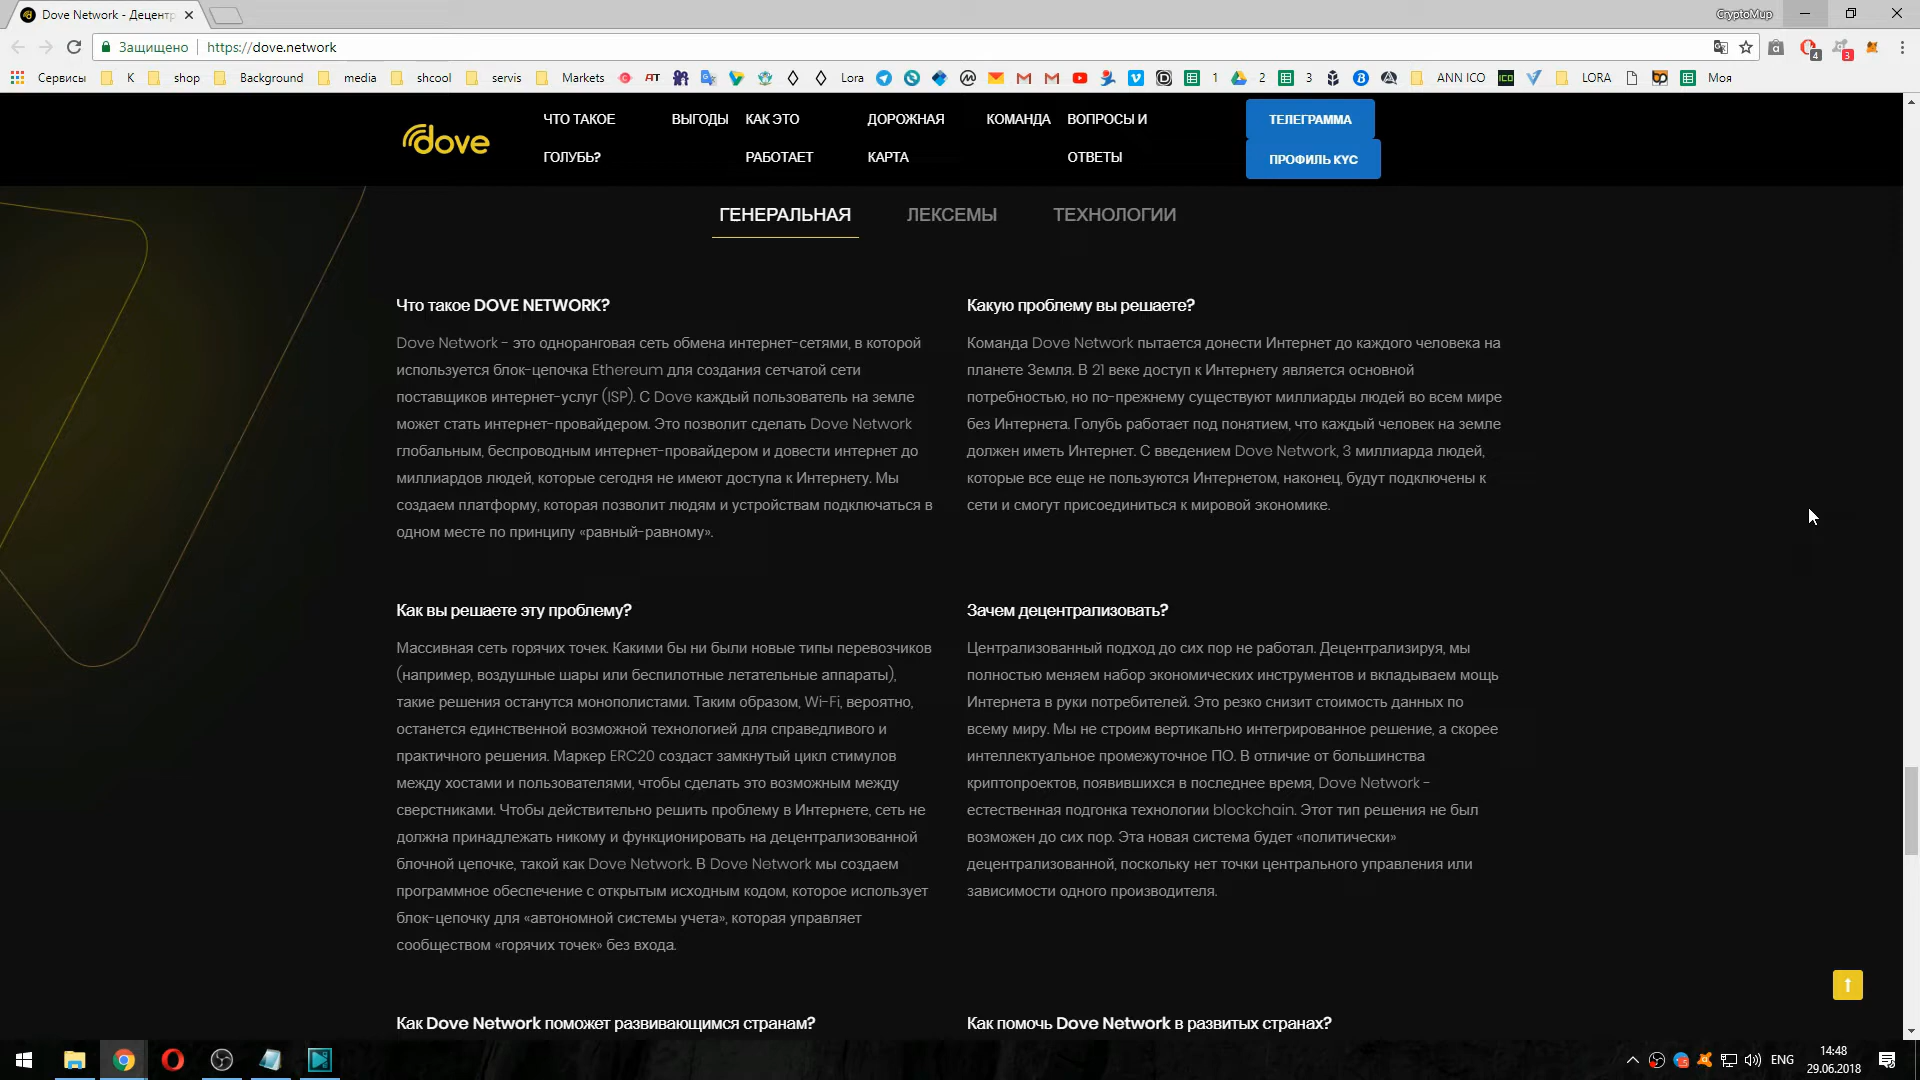 Dove Network - Децентр
CryptoMup
Защищено
https://dove.network
4
3
Сервисы
K
shop
Background
media
shcool
servis
Markets
Lora
1
2
3
ANN ICO
LORA
Моя
dove
ЧТО ТАКОЕ
ГОЛУБЬ?
ВЫГОДЫ
КАК ЭТО
РАБОТАЕТ
ДОРОЖНАЯ
КАРТА
КОМАНДА
ВОПРОСЫ И
ОТВЕТЫ
ТЕЛЕГРАММА
ПРОФИЛЬ KYC
ГЕНЕРАЛЬНАЯ
ЛЕКСЕМЫ
ТЕХНОЛОГИИ
Что такое DOVE NETWORK?
Dove Network - это одноранговая сеть обмена интернет-сетями, в которой
используется блок-цепочка Ethereum для создания сетчатой сети
поставщиков интернет-услуг (ISP). С Dove каждый пользователь на земле
может стать интернет-провайдером. Это позволит сделать Dove Network
глобальным, беспроводным интернет-провайдером и довести интернет до
миллиардов людей, которые сегодня не имеют доступа к Интернету. Мы
создаем платформу, которая позволит людям и устройствам подключаться в
одном месте по принципу «равный-равному».
Какую проблему вы решаете?
Команда Dove Network пытается донести Интернет до каждого человека на
планете Земля. В 21 веке доступ к Интернету является основной
потребностью, но по-прежнему существуют миллиарды людей во всем мире
без Интернета. Голубь работает под понятием, что каждый человек на земле
должен иметь Интернет. С введением Dove Network, 3 миллиарда людей,
которые все еще не пользуются Интернетом, наконец, будут подключены к
сети и смогут присоединиться к мировой экономике.
Как вы решаете эту проблему?
Массивная сеть горячих точек. Какими бы ни были новые типы перевозчиков
(например, воздушные шары или беспилотные летательные аппараты),
такие решения останутся монополистами. Таким образом, Wi-Fi, вероятно,
останется единственной возможной технологией для справедливого и
практичного решения. Маркер ERC20 создаст замкнутый цикл стимулов
между хостами и пользователями, чтобы сделать это возможным между
сверстниками. Чтобы действительно решить проблему в Интернете, сеть не
должна принадлежать никому и функционировать на децентрализованной
блочной цепочке, такой как Dove Network. В Dove Network мы создаем
программное обеспечение с открытым исходным кодом, которое использует
блок-цепочку для «автономной системы учета», которая управляет
сообществом «горячих точек» без входа.
Зачем децентрализовать?
Централизованный подход до сих пор не работал. Децентрализируя, мы
полностью меняем набор экономических инструментов и вкладываем мощь
Интернета в руки потребителей. Это резко снизит стоимость данных по
всему миру. Мы не строим вертикально интегрированное решение, а скорее
интеллектуальное промежуточное ПО. В отличие от большинства
криптопроектов, появившихся в последнее время, Dove Network -
естественная подгонка технологии blockchain. Этот тип решения не был
возможен до сих пор. Эта новая система будет «политически»
децентрализованной, поскольку нет точки центрального управления или
зависимости одного производителя.
Как Dove Network поможет развивающимся странам?
Как помочь Dove Network в развитых странах?
ENG
14:48
29.06.2018